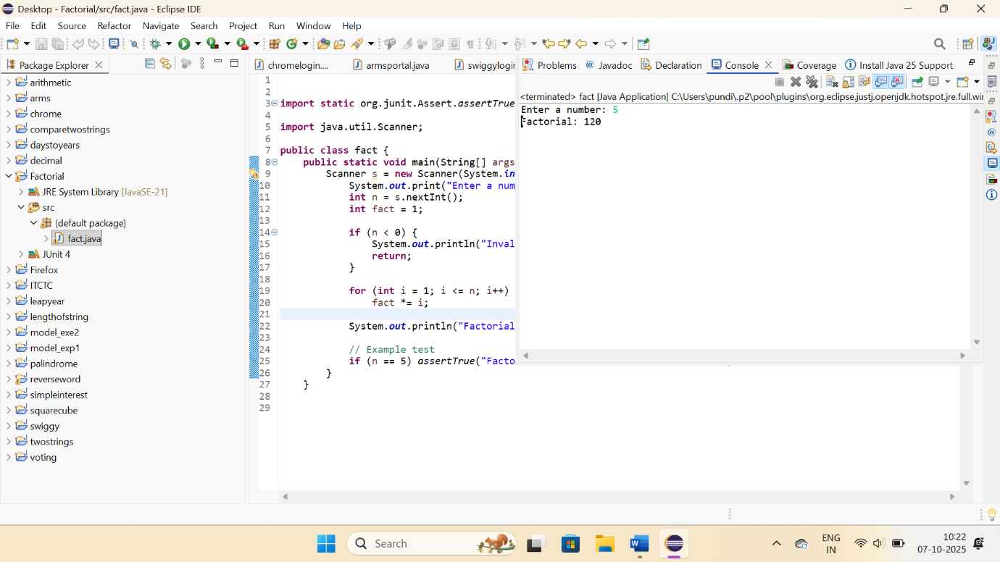 Desktop - Factorial/src/fact.java - Eclipse IDE
File Edit Source Refactor Navigate Search Project Run Window Help
Package Explorer
arithmetic
arms
chrome
comparetwostrings
daystoyears
decimal
Factorial
JRE System Library [JavaSE-21]
src
(default package)
fact.java
JUnit 4
Firefox
ITCTC
leapyear
lengthofstring
model_exe2
model_exp1
palindrome
reverseword
simpleinterest
squarecube
swiggy
twostrings
voting
chromelogin.... armsportal.java swiggylogin
1
2
3 import static org.junit.Assert.assertTrue
4
5 import java.util.Scanner;
6
7 public class fact {
8 public static void main(String[] args
9 Scanner s = new Scanner(System.in
10 System.out.print("Enter a num
11 int n = s.nextInt();
12 int fact = 1;
13
14 if (n < 0) {
15 System.out.println("Inval
16 return;
17 }
18
19 for (int i = 1; i <= n; i++)
20 fact *= i;
21
22 System.out.println("Factorial
23
24 // Example test
25 if (n == 5) assertTrue("Facto
26 }
27 }
28
29
Problems Javadoc Declaration Console Coverage Install Java 25 Support
<terminated> fact [Java Application] C:\Users\pundi\.p2\pool\plugins\org.eclipse.justj.openjdk.hotspot.jre.full.wi
Enter a number: 5
Factorial: 120
Search
ENG
IN
10:22
07-10-2025